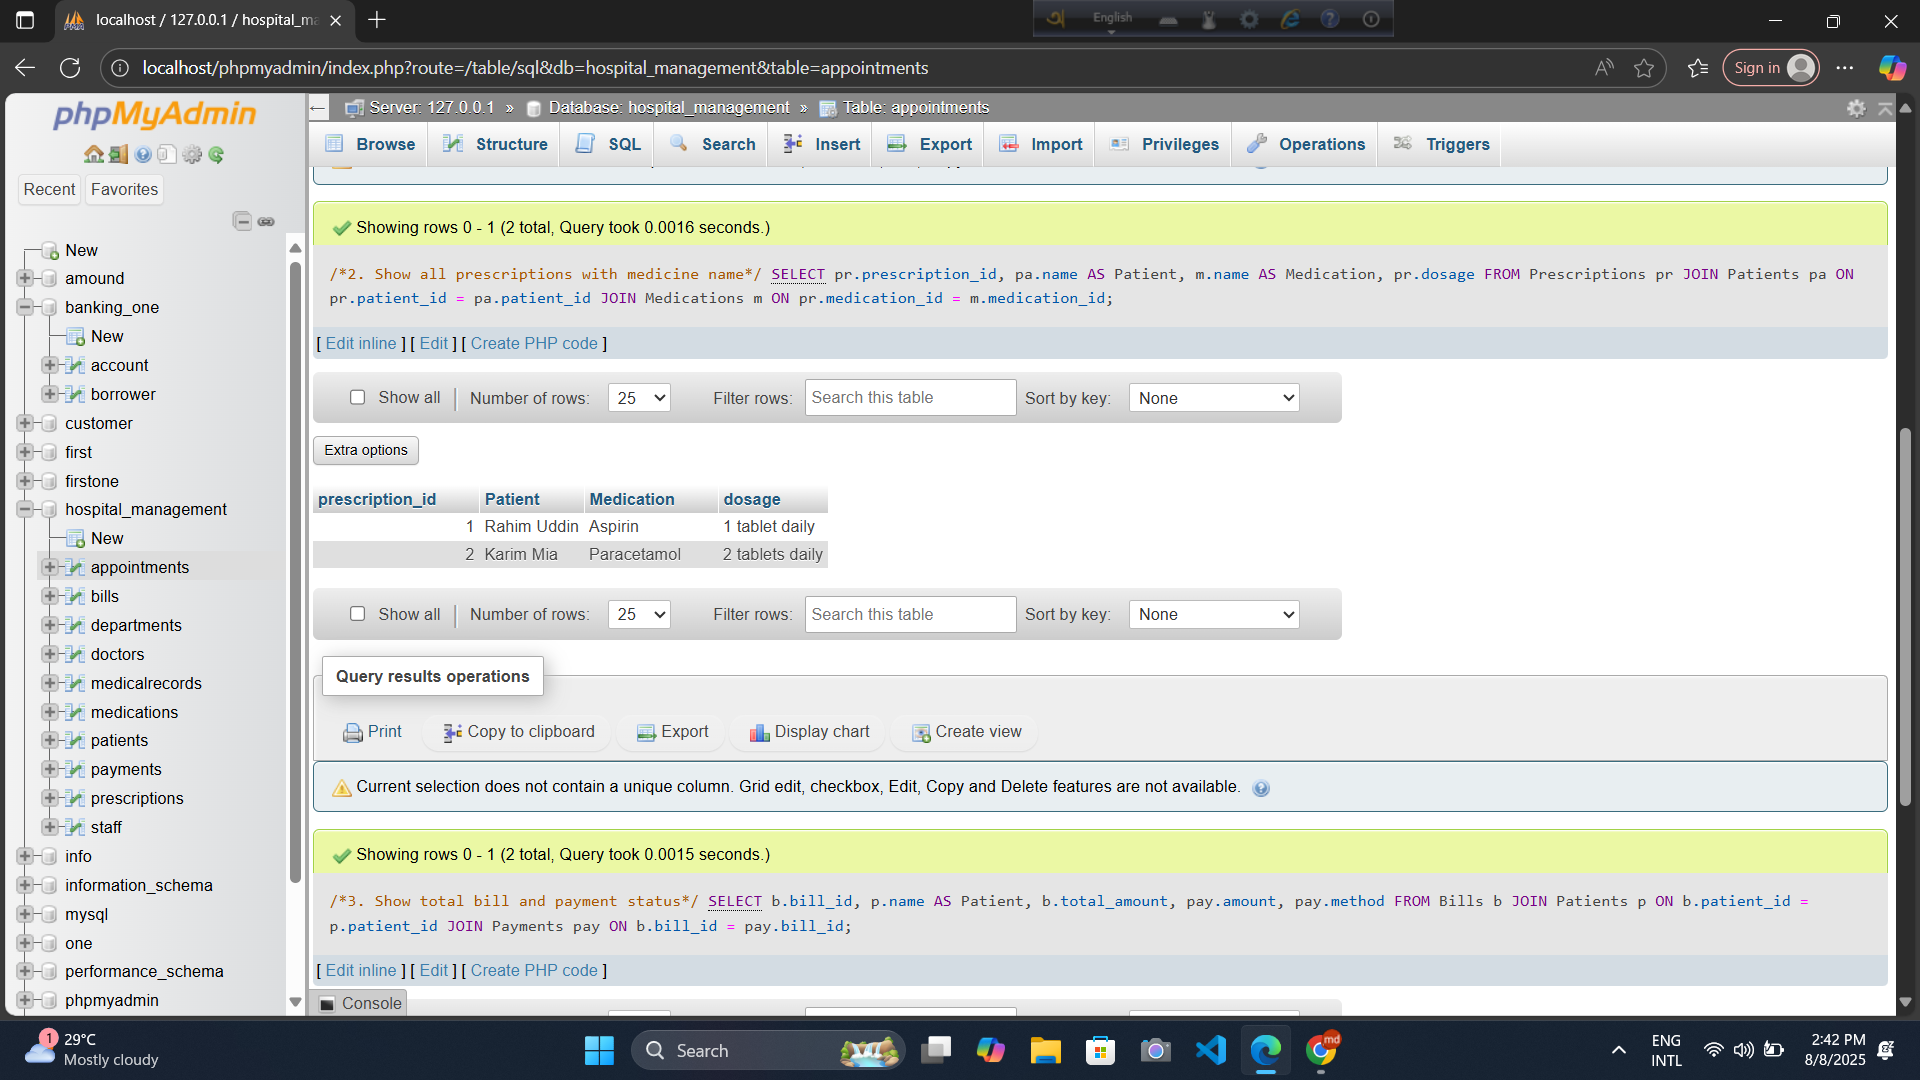 localhost / 127.0.0.1 / hospital_ma
English
localhost/phpmyadmin/index.php?route=/table/sql&db=hospital_management&table=appointments
Sign in
phpMyAdmin
Recent
Favorites
New
amound
banking_one
New
account
borrower
customer
first
firstone
hospital_management
New
appointments
bills
departments
doctors
medicalrecords
medications
patients
payments
prescriptions
staff
info
information_schema
mysql
one
performance_schema
phpmyadmin
Server: 127.0.0.1 » Database: hospital_management » Table: appointments
Browse Structure SQL Search Insert Export Import Privileges Operations Triggers
Showing rows 0 - 1 (2 total, Query took 0.0016 seconds.)
/*2. Show all prescriptions with medicine name*/ SELECT pr.prescription_id, pa.name AS Patient, m.name AS Medication, pr.dosage FROM Prescriptions pr JOIN Patients pa ON
pr.patient_id = pa.patient_id JOIN Medications m ON pr.medication_id = m.medication_id;
[ Edit inline ] [ Edit ] [ Create PHP code ]
Show all Number of rows: 25 Filter rows: Search this table Sort by key: None
Extra options
prescription_id Patient Medication dosage
1 Rahim Uddin Aspirin 1 tablet daily
2 Karim Mia Paracetamol 2 tablets daily
Show all Number of rows: 25 Filter rows: Search this table Sort by key: None
Query results operations
Print Copy to clipboard Export Display chart Create view
Current selection does not contain a unique column. Grid edit, checkbox, Edit, Copy and Delete features are not available.
Showing rows 0 - 1 (2 total, Query took 0.0015 seconds.)
/*3. Show total bill and payment status*/ SELECT b.bill_id, p.name AS Patient, b.total_amount, pay.amount, pay.method FROM Bills b JOIN Patients p ON b.patient_id =
p.patient_id JOIN Payments pay ON b.bill_id = pay.bill_id;
[ Edit inline ] [ Edit ] [ Create PHP code ]
Console
1
29°C
Mostly cloudy
Search
md
ENG
INTL
2:42 PM
8/8/2025